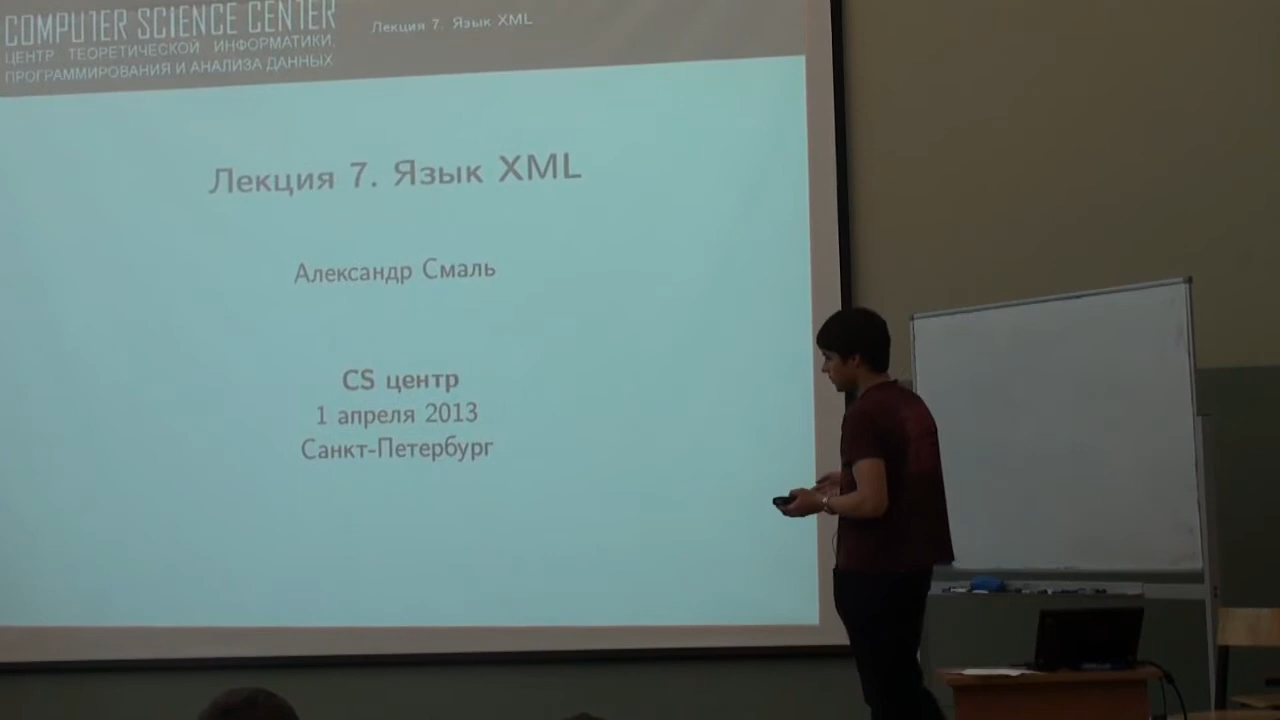 COMPUTER SCIENCE CENTER
ЦЕНТР ТЕОРЕТИЧЕСКОЙ ИНФОРМАТИКИ,
ПРОГРАММИРОВАНИЯ И АНАЛИЗА ДАННЫХ
Лекция 7. Язык XML
Лекция 7. Язык XML
Александр Смаль
CS центр
1 апреля 2013
Санкт-Петербург